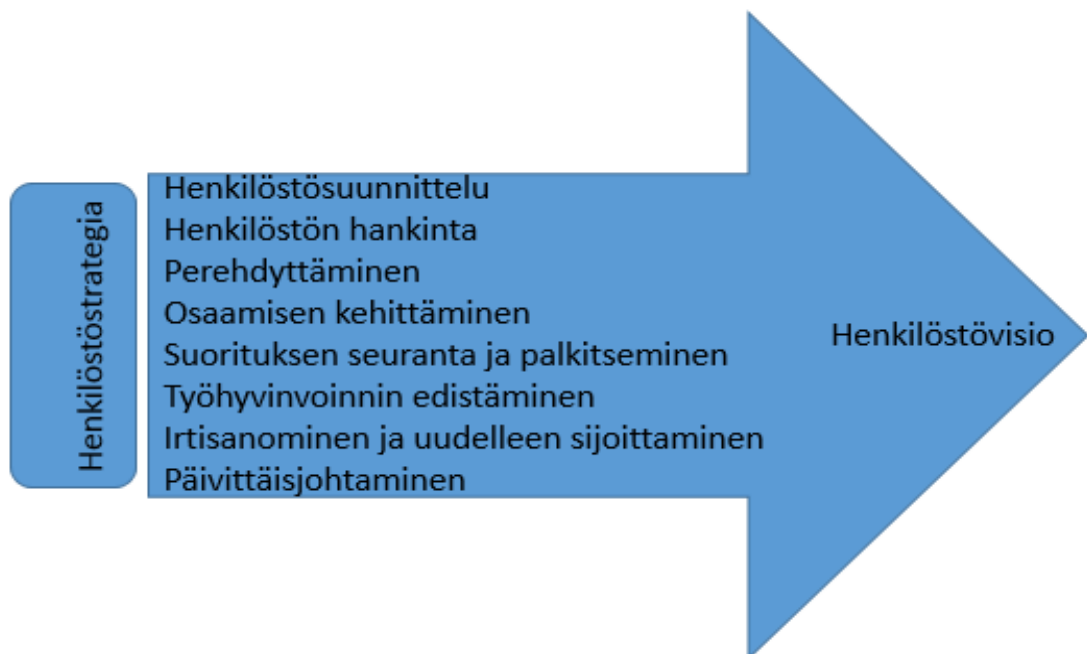 Henkilöstöstrategia
Henkilöstösuunnittelu
Henkilöstön hankinta
Perehdyttäminen
Osaamisen kehittäminen
Suorituksen seuranta ja palkitseminen
Työhyvinvoinnin edistäminen
Irtisanominen ja uudelleen sijoittaminen
Päivittäisjohtaminen
Henkilöstövisio